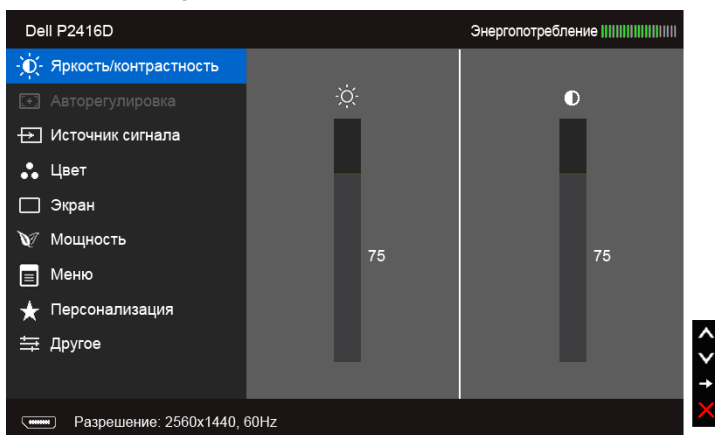 Dell P2416D
Энергопотребление
Яркость/контрастность
Авторегулировка
Источник сигнала
Цвет
Экран
Мощность
Меню
Персонализация
Другое
75
75
Разрешение: 2560x1440, 60Hz